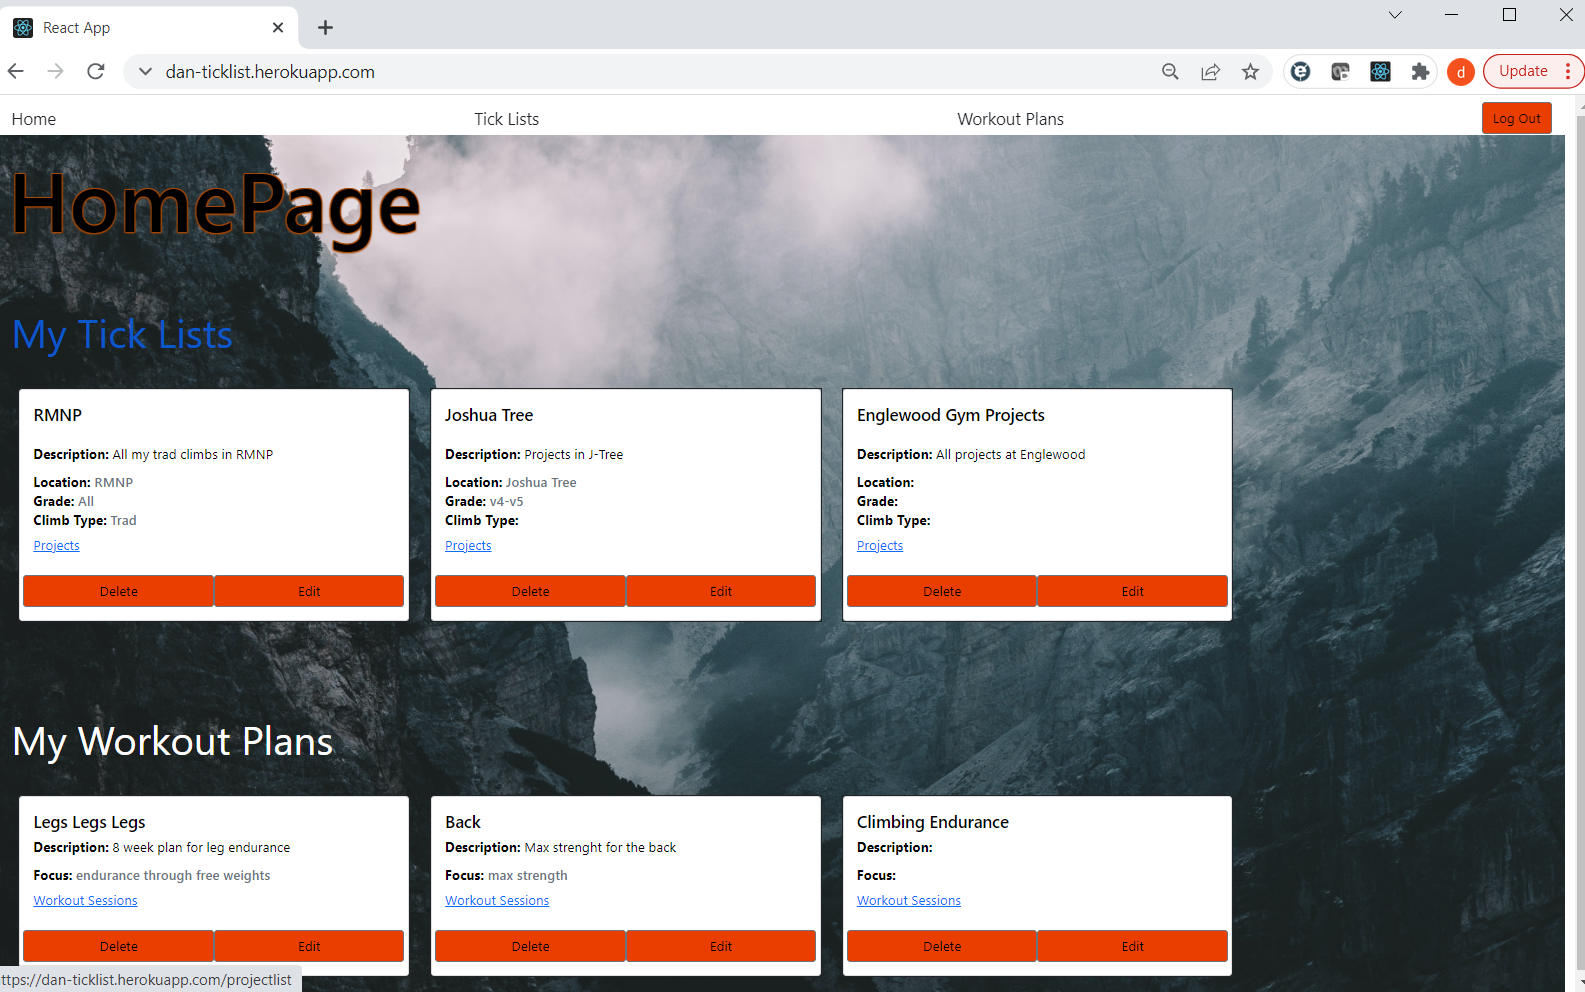 React App
dan-ticklist.herokuapp.com
d
Update
Home Tick Lists Workout Plans Log Out
HomePage
My Tick Lists
RMNP
Description: All my trad climbs in RMNP
Location: RMNP
Grade: All
Climb Type: Trad
Projects
Delete Edit
Joshua Tree
Description: Projects in J-Tree
Location: Joshua Tree
Grade: v4-v5
Climb Type:
Projects
Delete Edit
Englewood Gym Projects
Description: All projects at Englewood
Location:
Grade:
Climb Type:
Projects
Delete Edit
My Workout Plans
Legs Legs Legs
Description: 8 week plan for leg endurance
Focus: endurance through free weights
Workout Sessions
Delete Edit
Back
Description: Max strenght for the back
Focus: max strength
Workout Sessions
Delete Edit
Climbing Endurance
Description:
Focus:
Workout Sessions
Delete Edit
ttps://dan-ticklist.herokuapp.com/projectlist